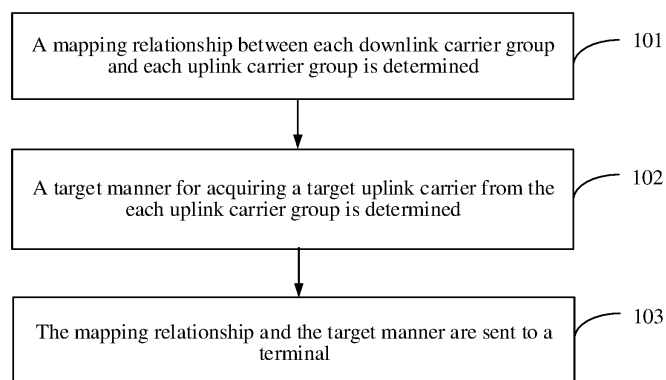 A mapping relationship between each downlink carrier group
and each uplink carrier group is determined
101
A target manner for acquiring a target uplink carrier from the
each uplink carrier group is determined
102
The mapping relationship and the target manner are sent to a
terminal
103